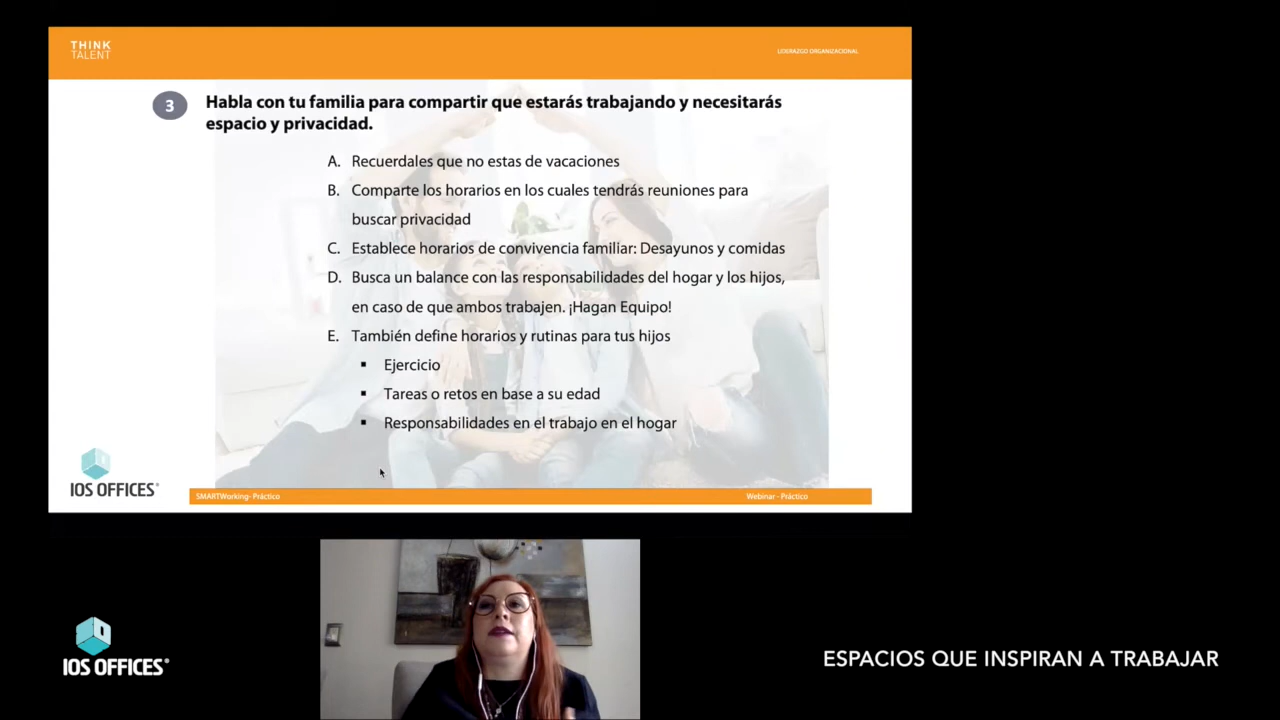 THINK
TALENT
LIDERAZGO ORGANIZACIONAL
3
Habla con tu familia para compartir que estarás trabajando y necesitarás
espacio y privacidad.
A. Recuerdales que no estas de vacaciones
B. Comparte los horarios en los cuales tendrás reuniones para
buscar privacidad
C. Establece horarios de convivencia familiar: Desayunos y comidas
D. Busca un balance con las responsabilidades del hogar y los hijos,
en caso de que ambos trabajen. ¡Hagan Equipo!
E. También define horarios y rutinas para tus hijos
▪ Ejercicio
▪ Tareas o retos en base a su edad
▪ Responsabilidades en el trabajo en el hogar
IOS OFFICES®
SMARTWorking- Práctico
Webinar - Práctico
IOS OFFICES®
ESPACIOS QUE INSPIRAN A TRABAJAR